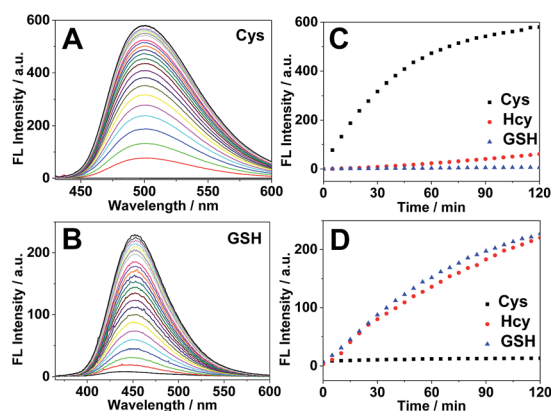 A
Cys
FL Intensity / a.u.
600
400
200
0
450
500
550
600
Wavelength / nm
C
FL Intensity / a.u.
600
400
200
0
Cys
Hcy
GSH
0
30
60
90
120
Time / min
B
GSH
FL Intensity / a.u.
200
100
0
400
450
500
550
600
Wavelength / nm
D
FL Intensity / a.u.
200
100
0
Cys
Hcy
GSH
0
30
60
90
120
Time / min